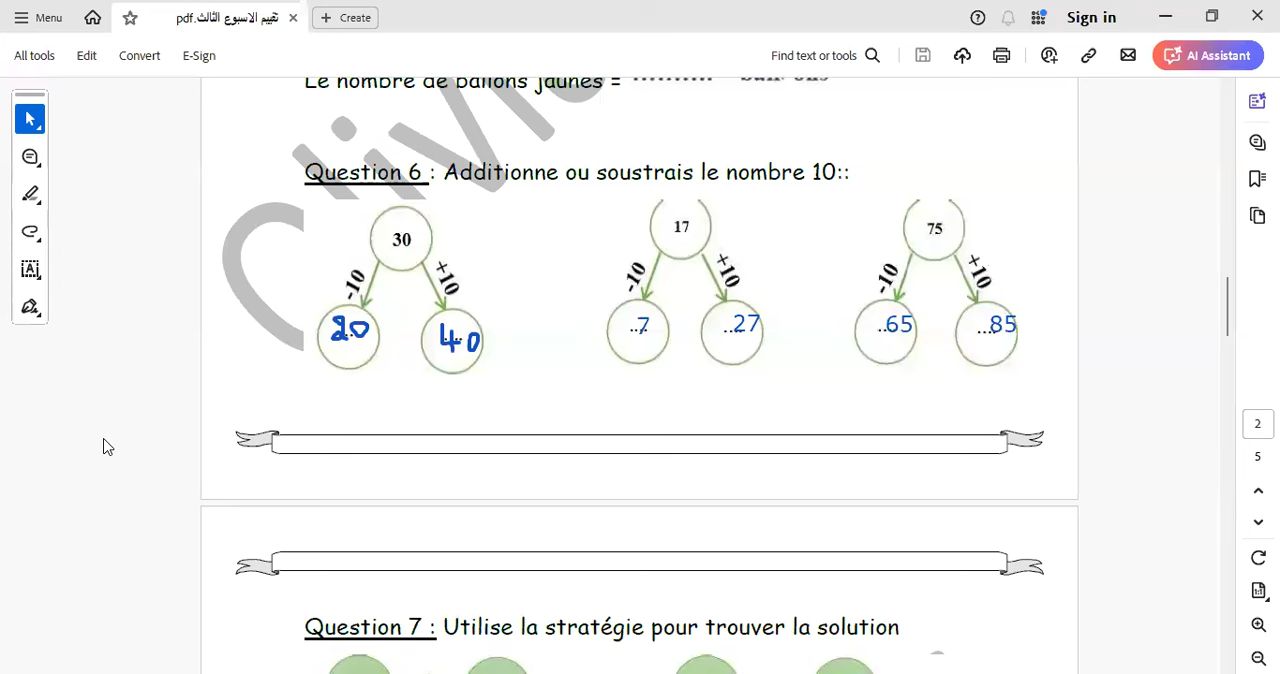 Menu
تقييم الاسبوع الثالث.pdf
Create
Sign in
All tools Edit Convert E-Sign
Find text or tools
AI Assistant
Le nombre de ballons jaunes = ............
Question 6 : Additionne ou soustrais le nombre 10::
30 17 75
-10 +10 -10 +10 -10 +10
20 40 ..7 ...27 ..65 ....85
2
5
Question 7 : Utilise la stratégie pour trouver la solution